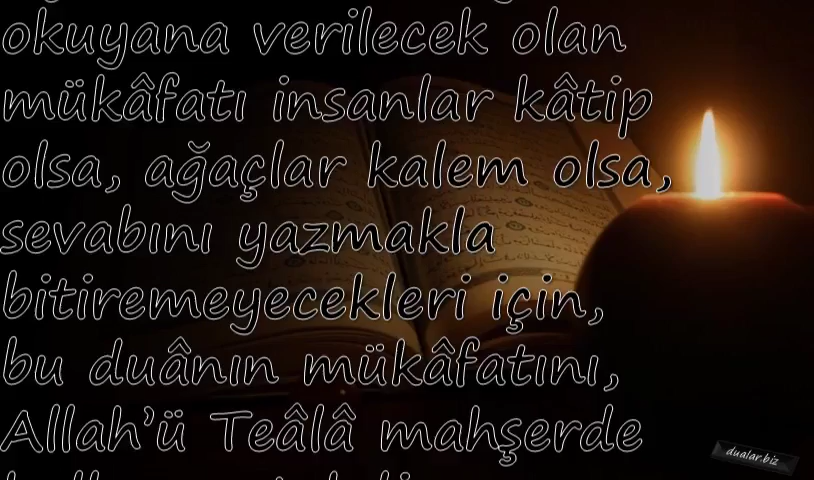 okuyana verilecek olan
mükâfatı insanlar kâtip
olsa, ağaçlar kalem olsa,
sevabını yazmakla
bitiremeyecekleri için,
bu duânın mükâfatını,
Allah’ü Teâlâ mahşerde
dualar.biz